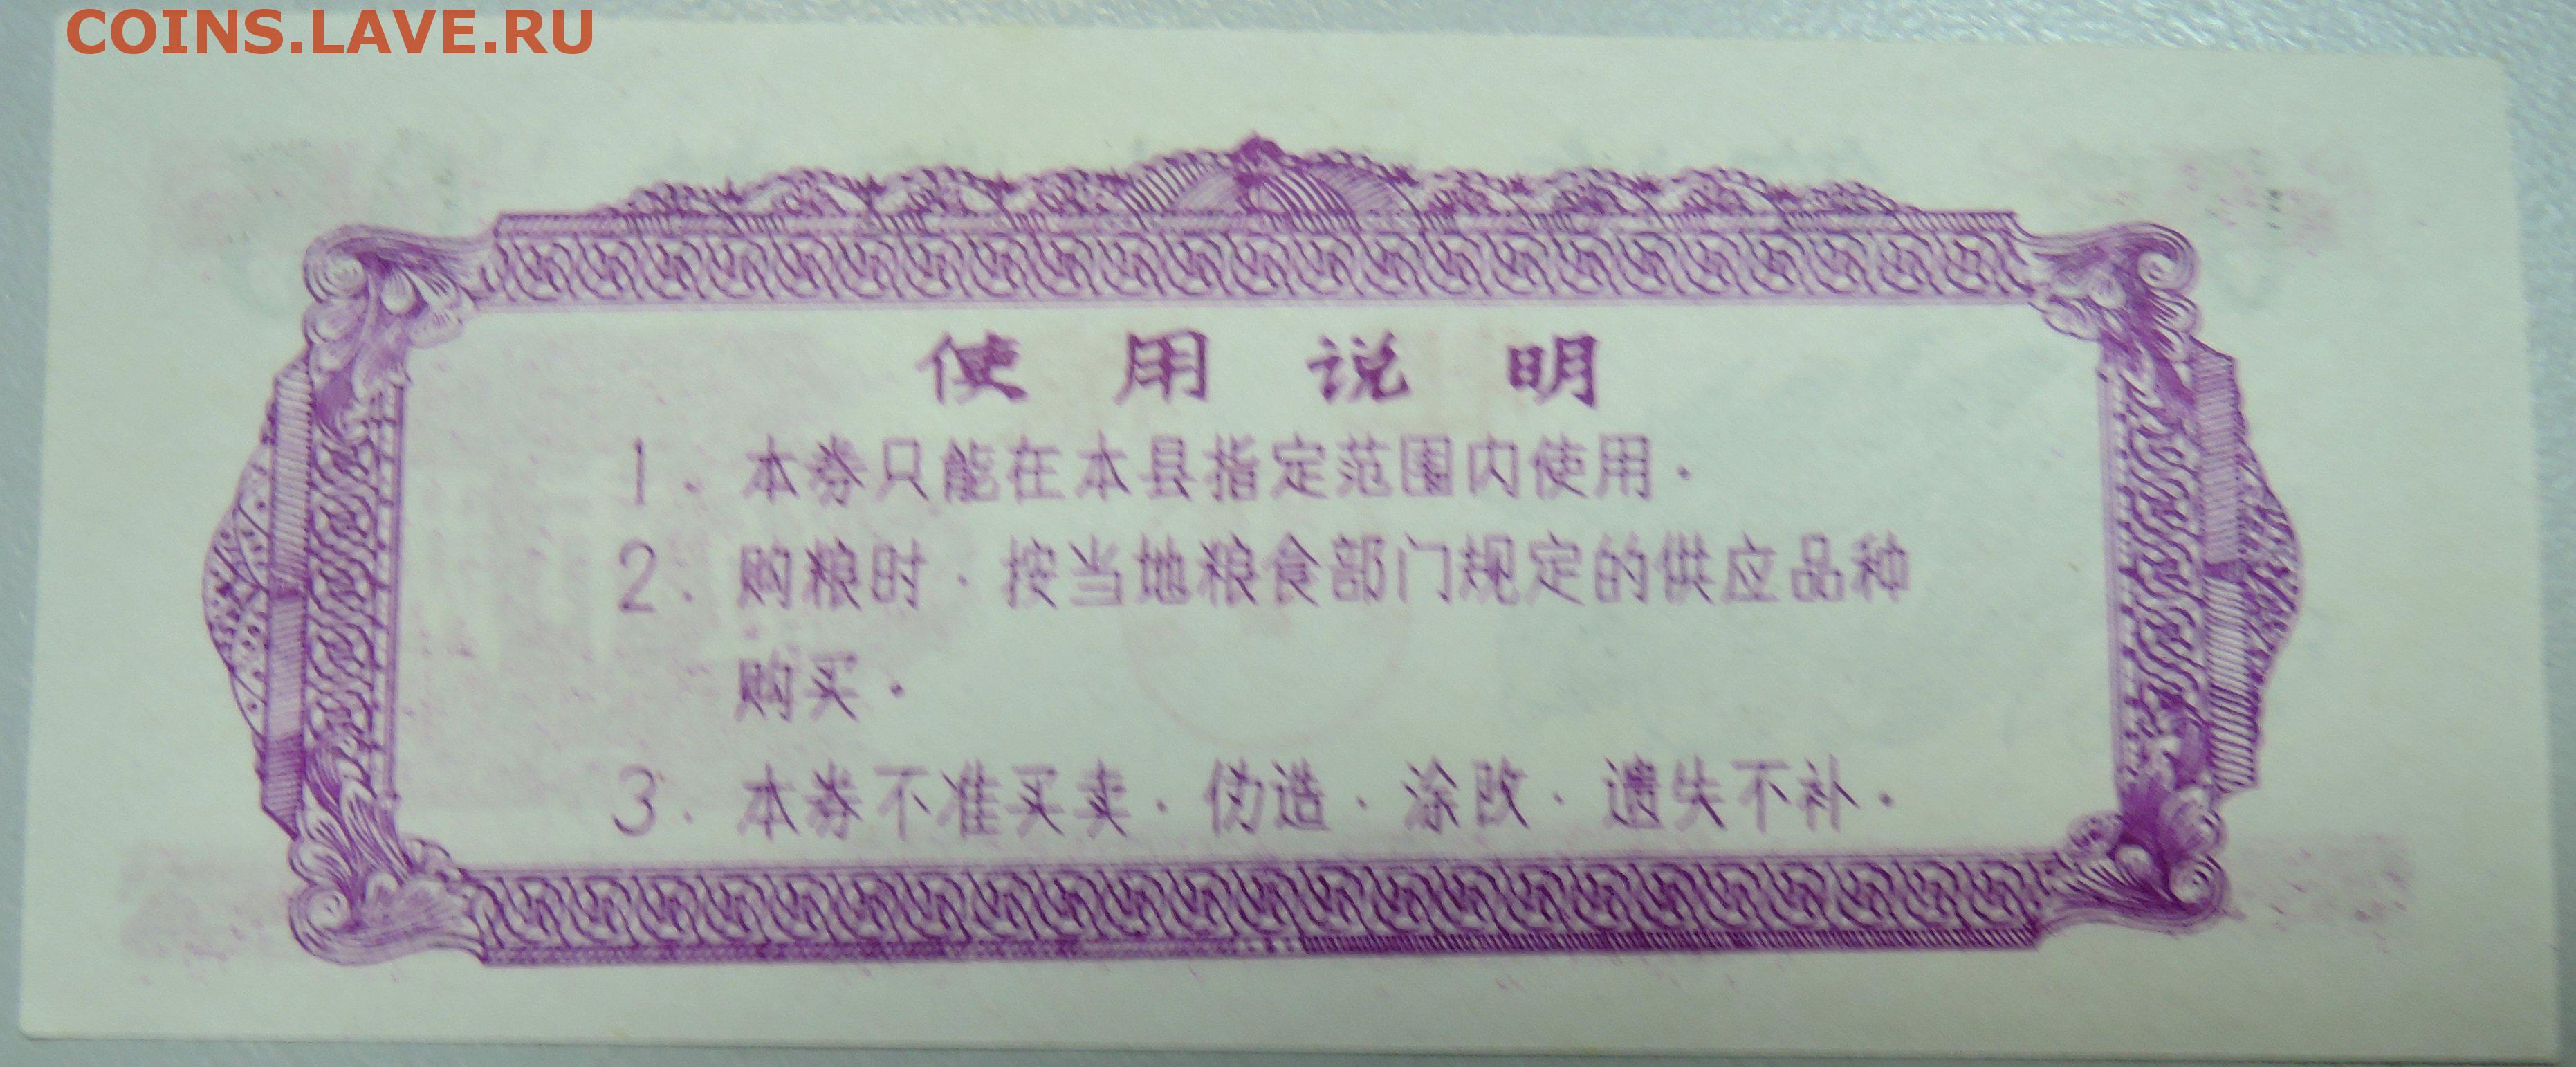 COINS.LAVE.RU
使用说明
1. 本券只能在本县指定范围内使用.
2. 购粮时.按当地粮食部门规定的供应品种
购买.
3. 本券不准买卖.伪造.涂改.遗失不补.